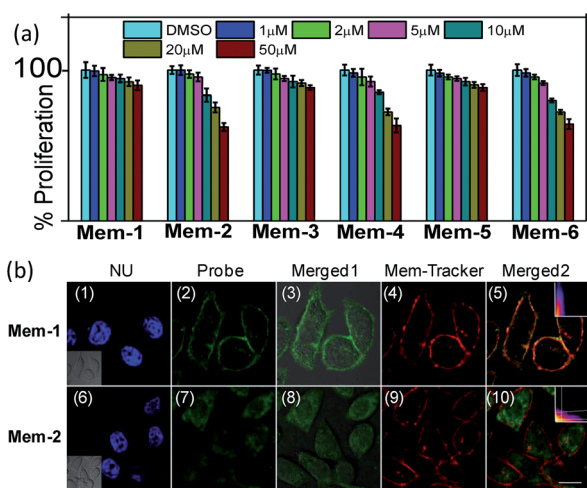 (a)
DMSO 1μM 2μM 5μM 10μM
20μM 50μM
100
% Proliferation
Mem-1 Mem-2 Mem-3 Mem-4 Mem-5 Mem-6
(b)
NU Probe Merged1 Mem-Tracker Merged2
Mem-1
(1) (2) (3) (4) (5)
Mem-2
(6) (7) (8) (9) (10)